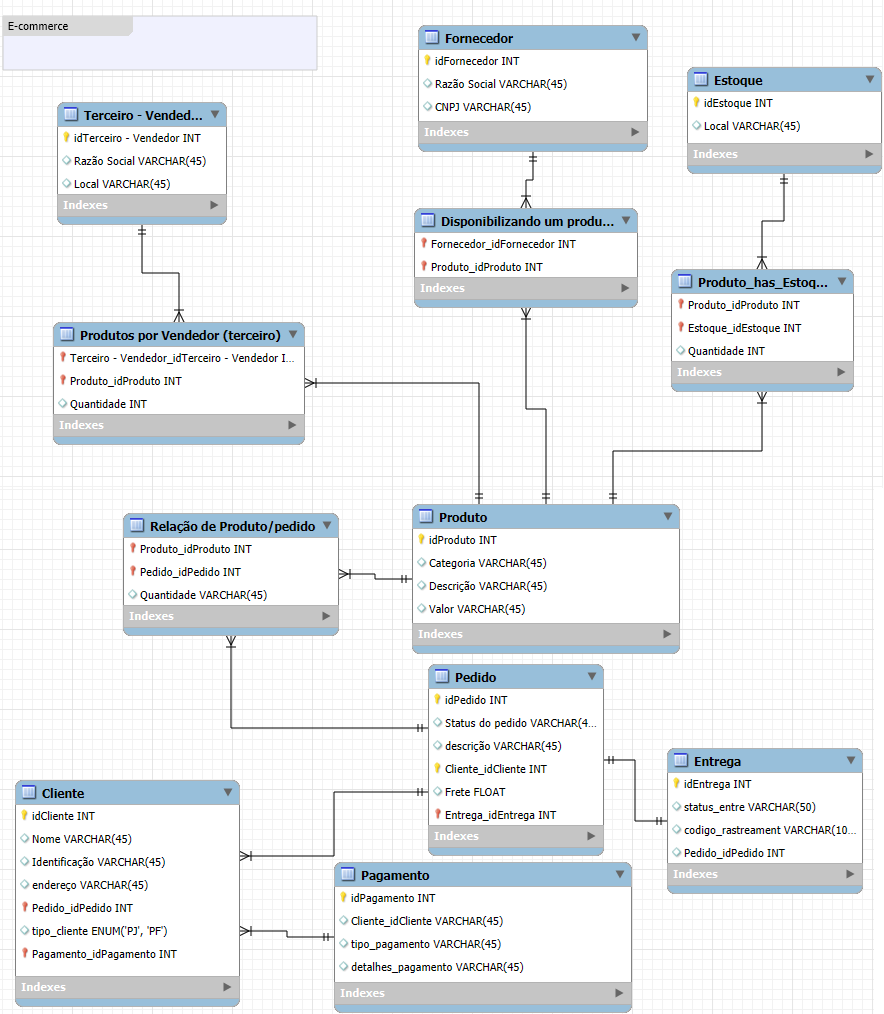 E-commerce
Fornecedor
idFornecedor INT
Razão Social VARCHAR(45)
CNPJ VARCHAR(45)
Indexes
Estoque
idEstoque INT
Local VARCHAR(45)
Indexes
Terceiro - Vended...
idTerceiro - Vendedor INT
Razão Social VARCHAR(45)
Local VARCHAR(45)
Indexes
Disponibilizando um produ...
Fornecedor_idFornecedor INT
Produto_idProduto INT
Indexes
Produto_has_Estoq...
Produto_idProduto INT
Estoque_idEstoque INT
Quantidade INT
Indexes
Produtos por Vendedor (terceiro)
Terceiro - Vendedor_idTerceiro - Vendedor I...
Produto_idProduto INT
Quantidade INT
Indexes
Relação de Produto/pedido
Produto_idProduto INT
Pedido_idPedido INT
Quantidade VARCHAR(45)
Indexes
Produto
idProduto INT
Categoria VARCHAR(45)
Descrição VARCHAR(45)
Valor VARCHAR(45)
Indexes
Pedido
idPedido INT
Status do pedido VARCHAR(4...
descrição VARCHAR(45)
Cliente_idCliente INT
Frete FLOAT
Entrega_idEntrega INT
Indexes
Entrega
idEntrega INT
status_entre VARCHAR(50)
codigo_rastreament VARCHAR(10...
Pedido_idPedido INT
Indexes
Cliente
idCliente INT
Nome VARCHAR(45)
Identificação VARCHAR(45)
endereço VARCHAR(45)
Pedido_idPedido INT
tipo_cliente ENUM('PJ', 'PF')
Pagamento_idPagamento INT
Indexes
Pagamento
idPagamento INT
Cliente_idCliente VARCHAR(45)
tipo_pagamento VARCHAR(45)
detalhes_pagamento VARCHAR(45)
Indexes